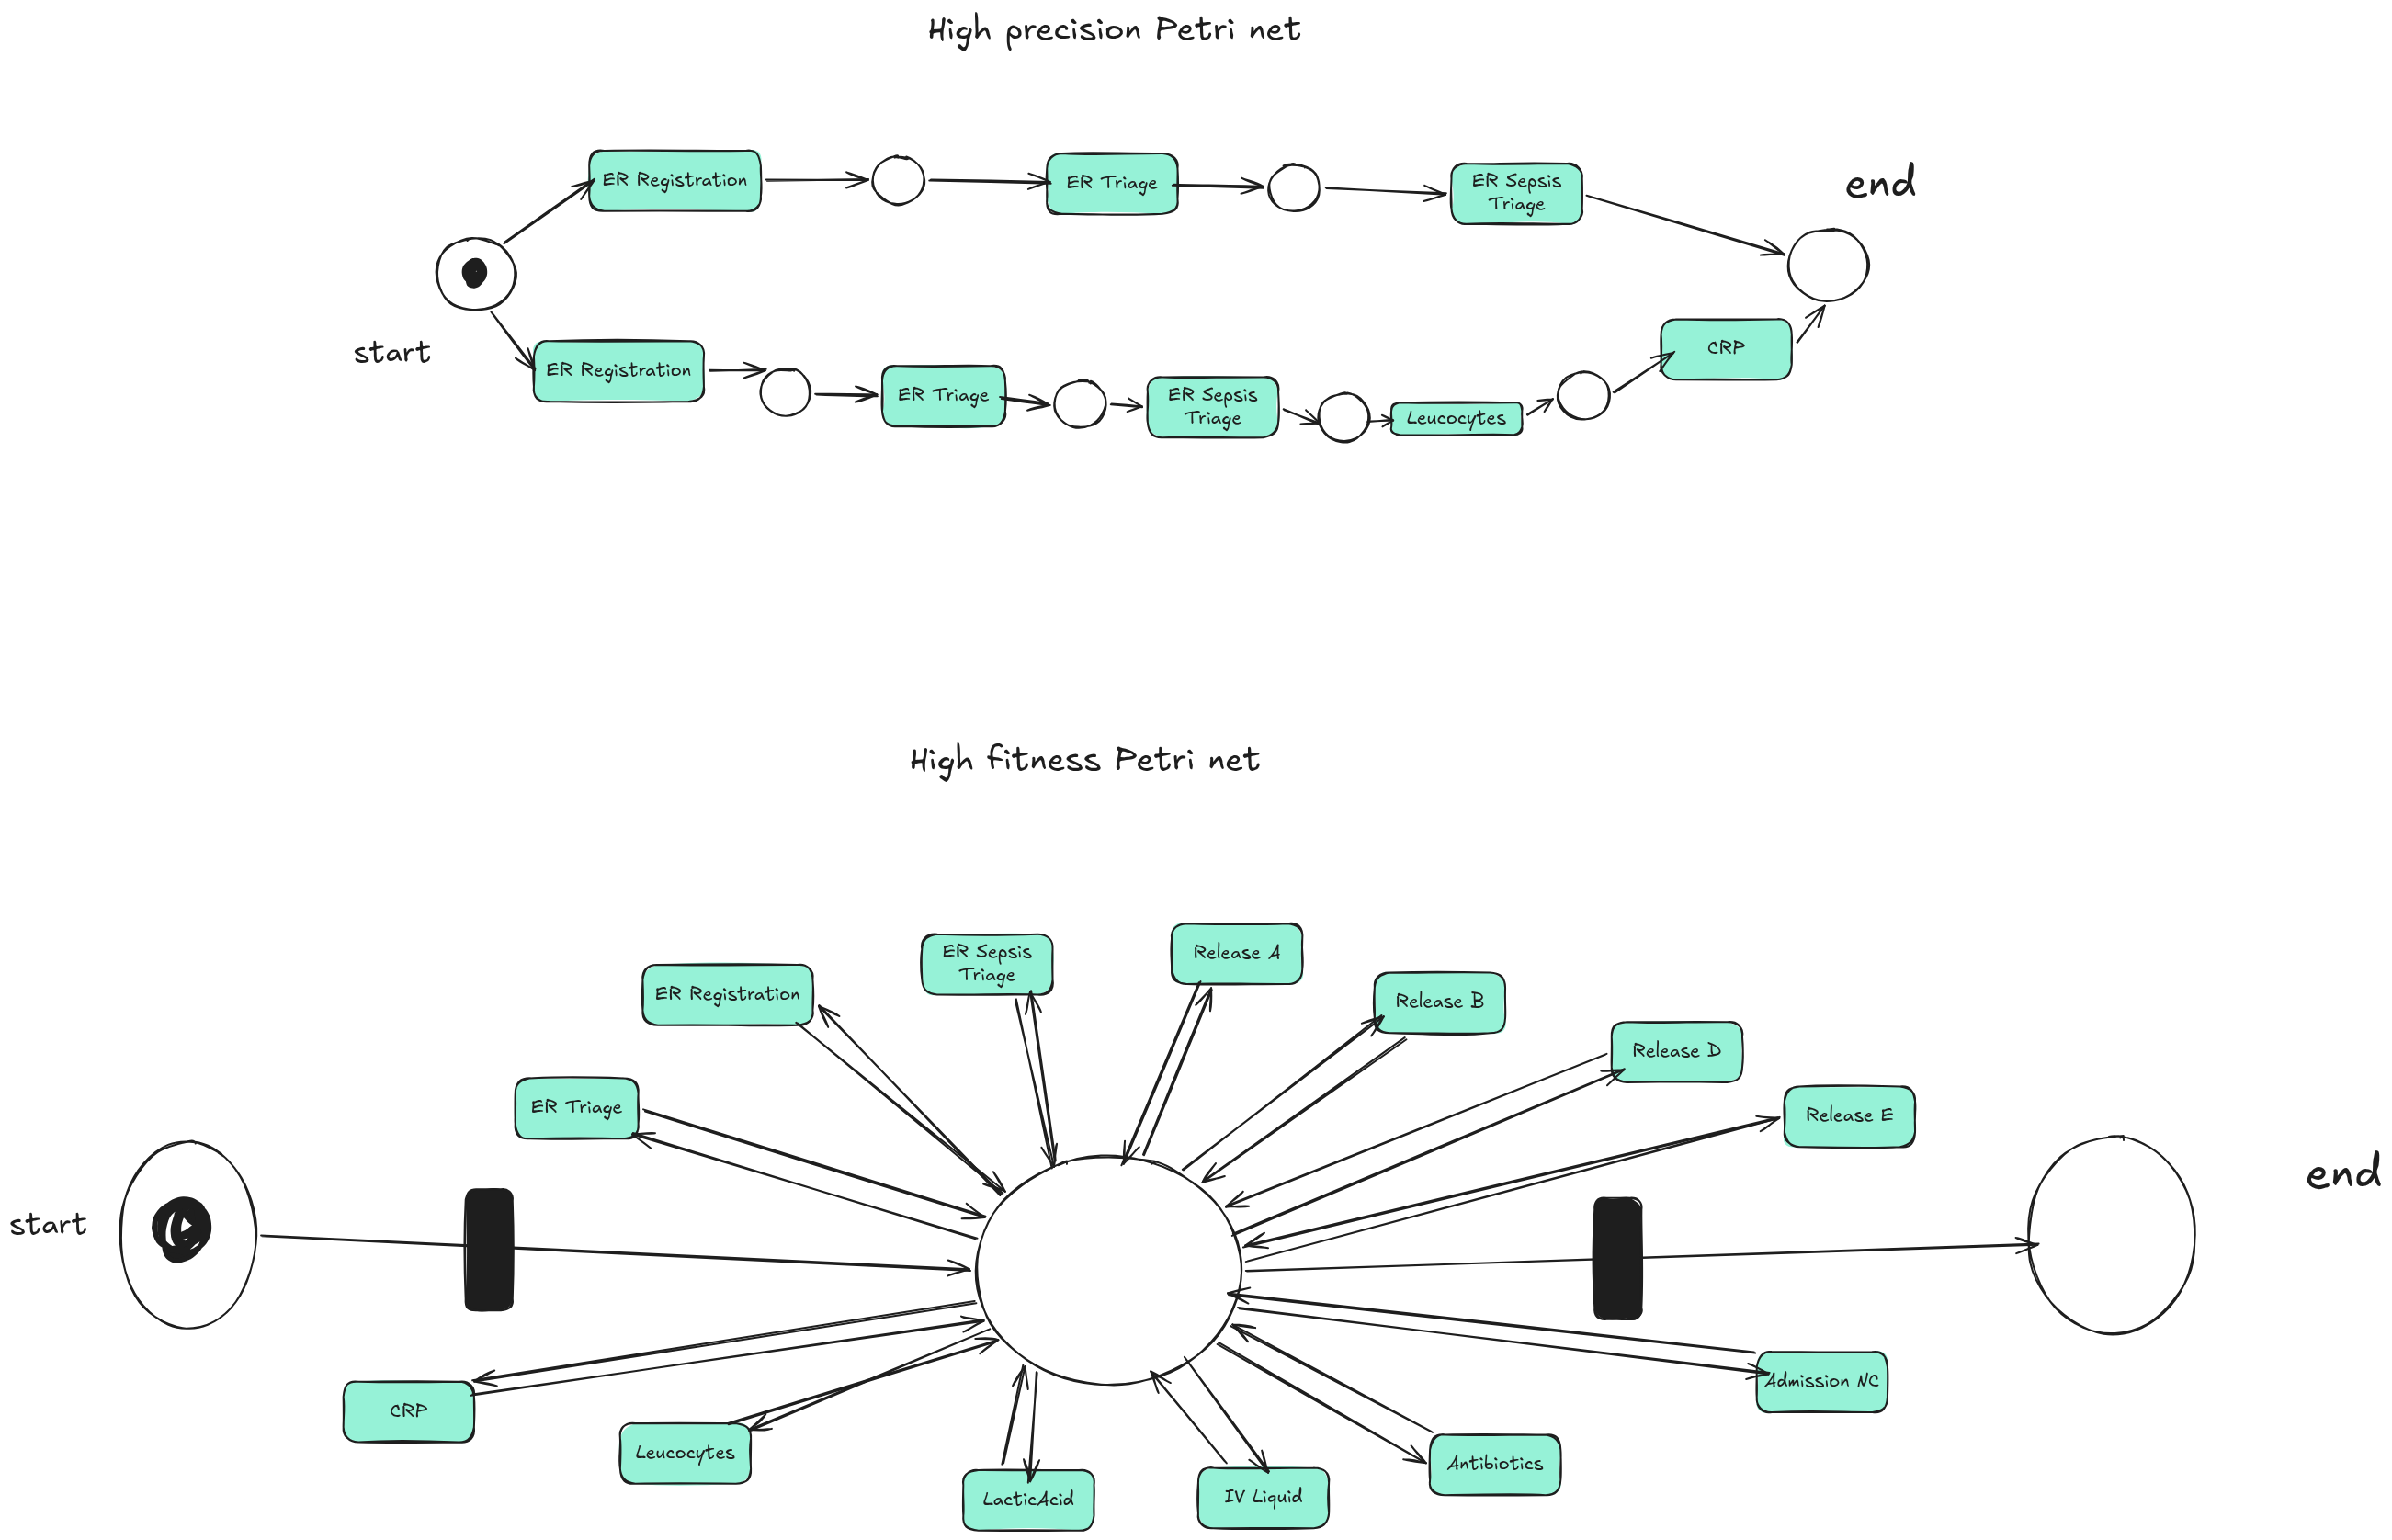 High precision Petri net
ER Registration
ER Triage
ER Sepsis
Triage
end
start
ER Registration
ER Triage
ER Sepsis
Triage
Leucocytes
CRP
High fitness Petri net
ER Sepsis
Triage
Release A
ER Registration
Release B
Release D
ER Triage
Release E
start
end
CRP
Leucocytes
LacticAcid
IV Liquid
Antibiotics
Admission NC